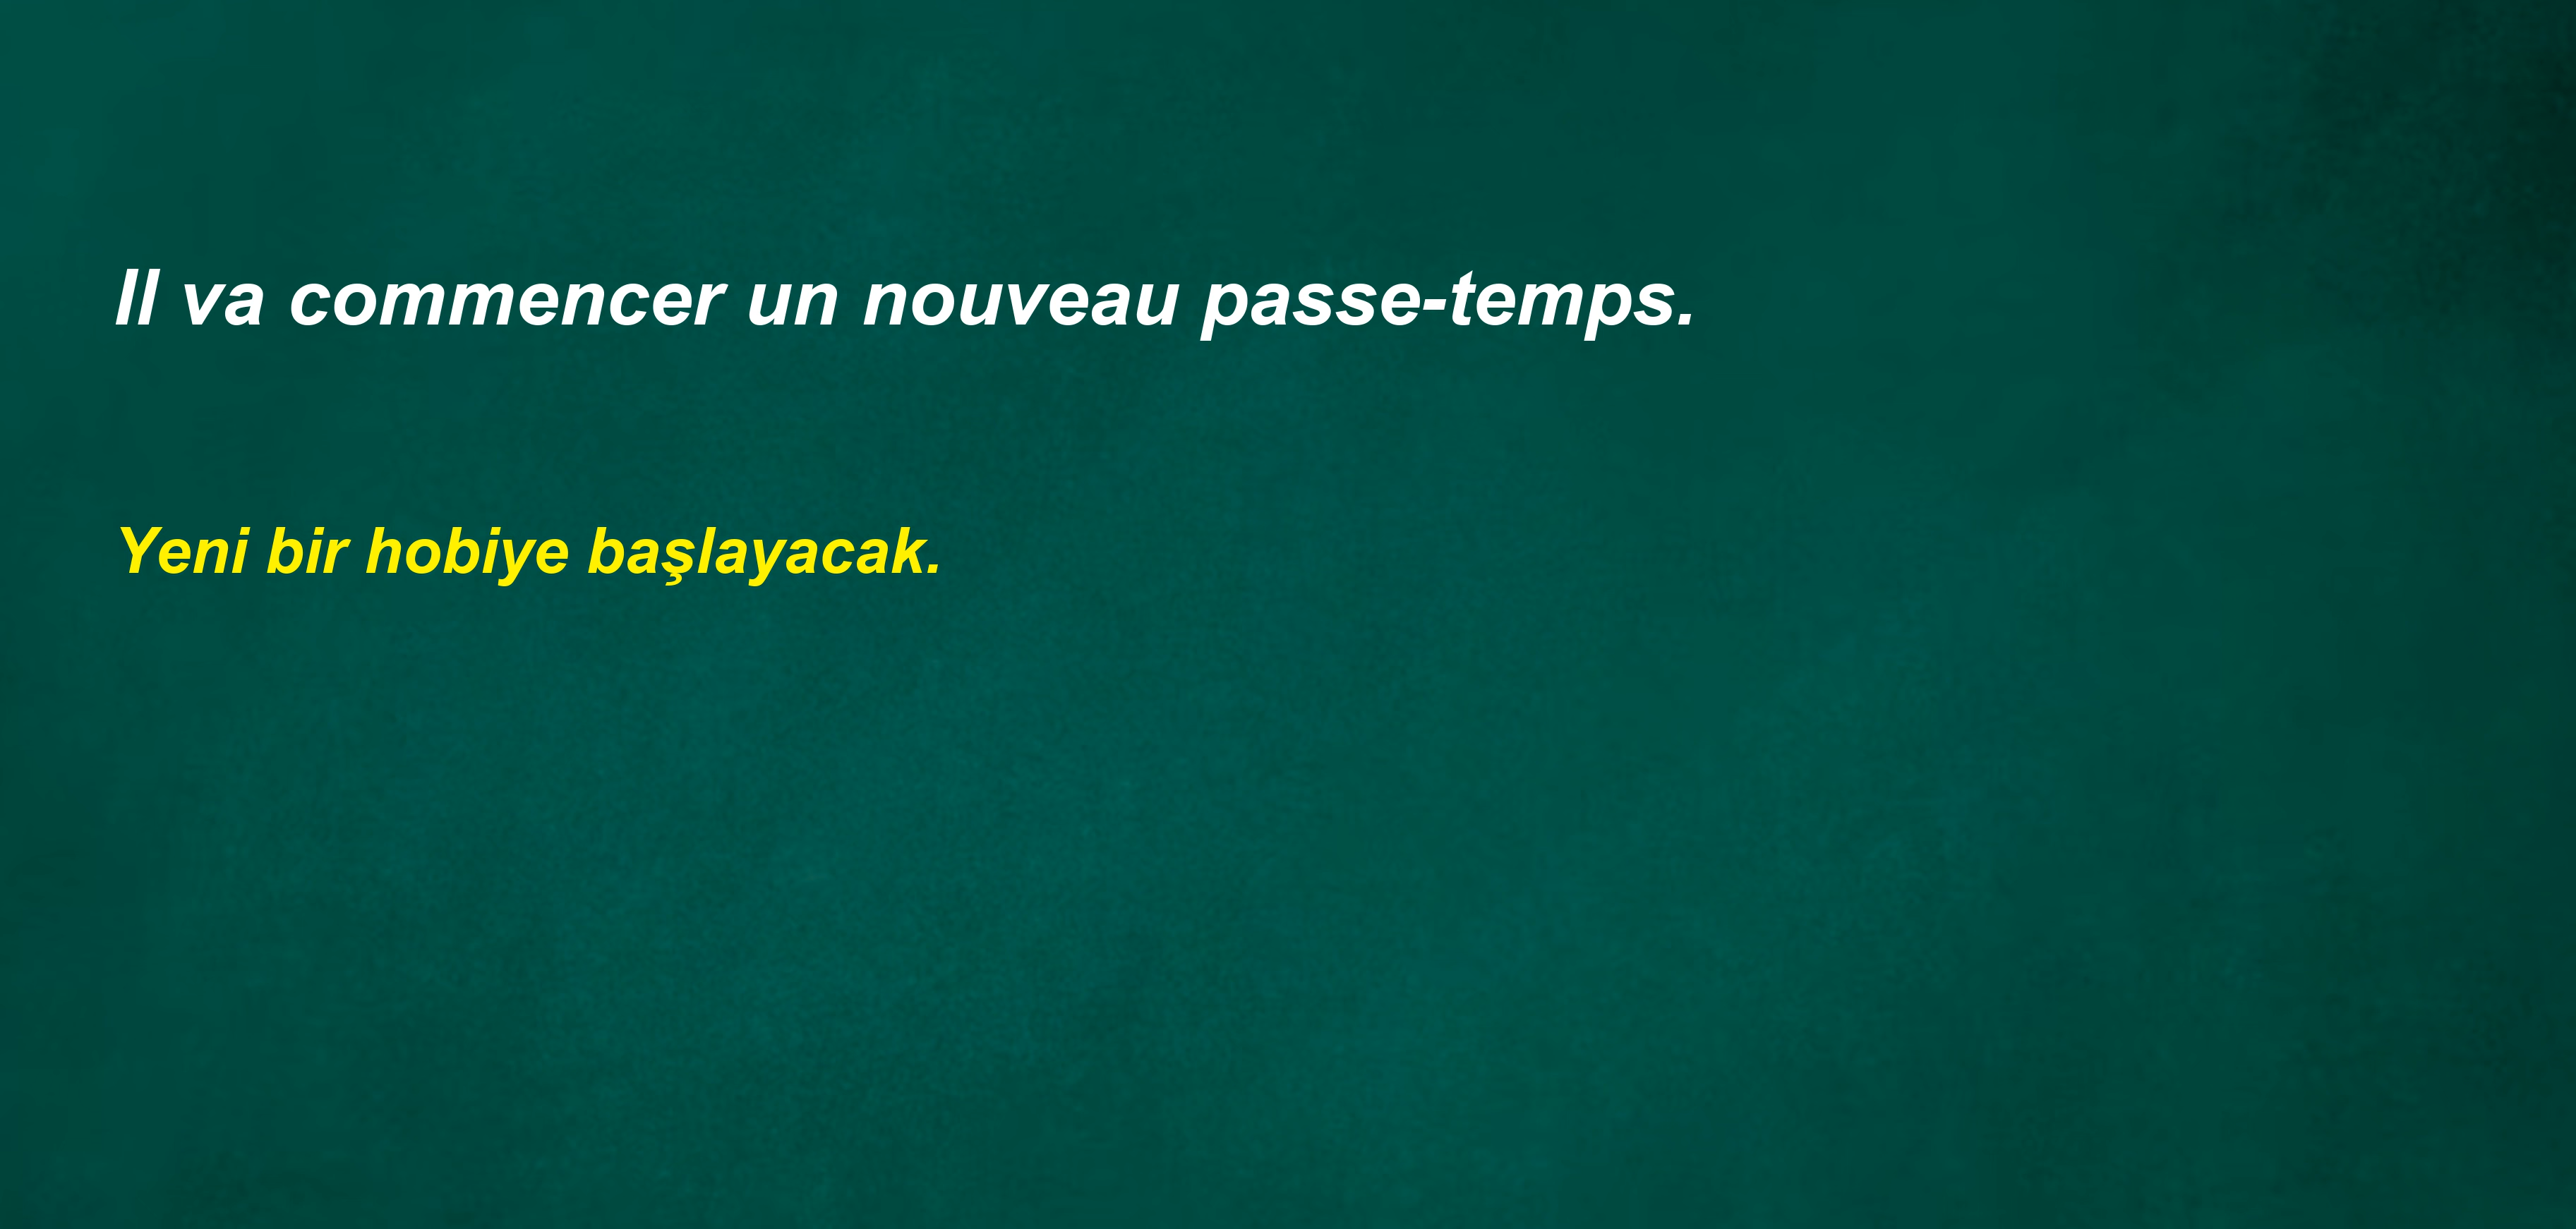 Il va commencer un nouveau passe-temps.
Yeni bir hobiye başlayacak.